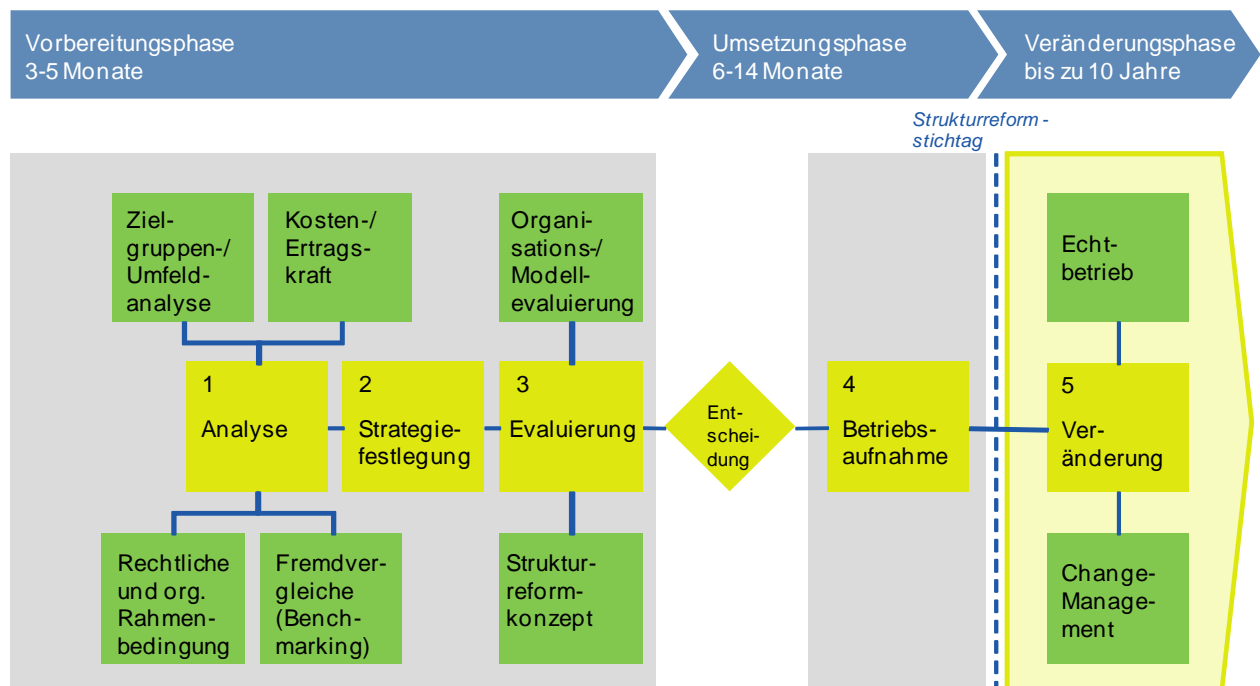 Vorbereitungsphase
3-5 Monate
Umsetzungsphase
6-14 Monate
Veränderungsphase
bis zu 10 Jahre
Strukturreform-
stichtag
Ziel-
gruppen-/
Umfeld-
analyse
Kosten-/
Ertrags-
kraft
Organi-
sations-/
Modell-
evaluierung
Echt-
betrieb
1
Analyse
2
Strategie-
festlegung
3
Evaluierung
Ent-
schei-
dung
4
Betriebs-
aufnahme
5
Ver-
änderung
Rechtliche
und org.
Rahmen-
bedingung
Fremdver-
gleiche
(Bench-
marking)
Struktur-
reform-
konzept
Change-
Manage-
ment